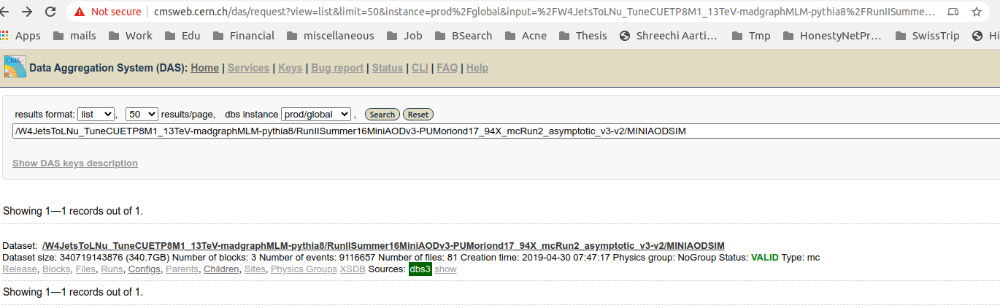 Not secure | cmsweb.cern.ch/das/request?view=list&limit=50&instance=prod%2Fglobal&input=%2FW4JetsToLNu_TuneCUETP8M1_13TeV-madgraphMLM-pythia8%2FRunIISumme...
Apps mails Work Edu Financial miscellaneous Job BSearch Acne Thesis Shreechi Aarti... Tmp HonestyNetPr... SwissTrip Hi
CMS Data Aggregation System (DAS): Home | Services | Keys | Bug report | Status | CLI | FAQ | Help
results format: list, 50 results/page, dbs instance prod/global , Search Reset
/W4JetsToLNu_TuneCUETP8M1_13TeV-madgraphMLM-pythia8/RunIISummer16MiniAODv3-PUMoriond17_94X_mcRun2_asymptotic_v3-v2/MINIAODSIM
Show DAS keys description
Showing 1—1 records out of 1.
Dataset: /W4JetsToLNu_TuneCUETP8M1_13TeV-madgraphMLM-pythia8/RunIISummer16MiniAODv3-PUMoriond17_94X_mcRun2_asymptotic_v3-v2/MINIAODSIM
Dataset size: 340719143876 (340.7GB) Number of blocks: 3 Number of events: 9116657 Number of files: 81 Creation time: 2019-04-30 07:47:17 Physics group: NoGroup Status: VALID Type: mc
Release, Blocks, Files, Runs, Configs, Parents, Children, Sites, Physics Groups XSDB Sources: dbs3 show
Showing 1—1 records out of 1.